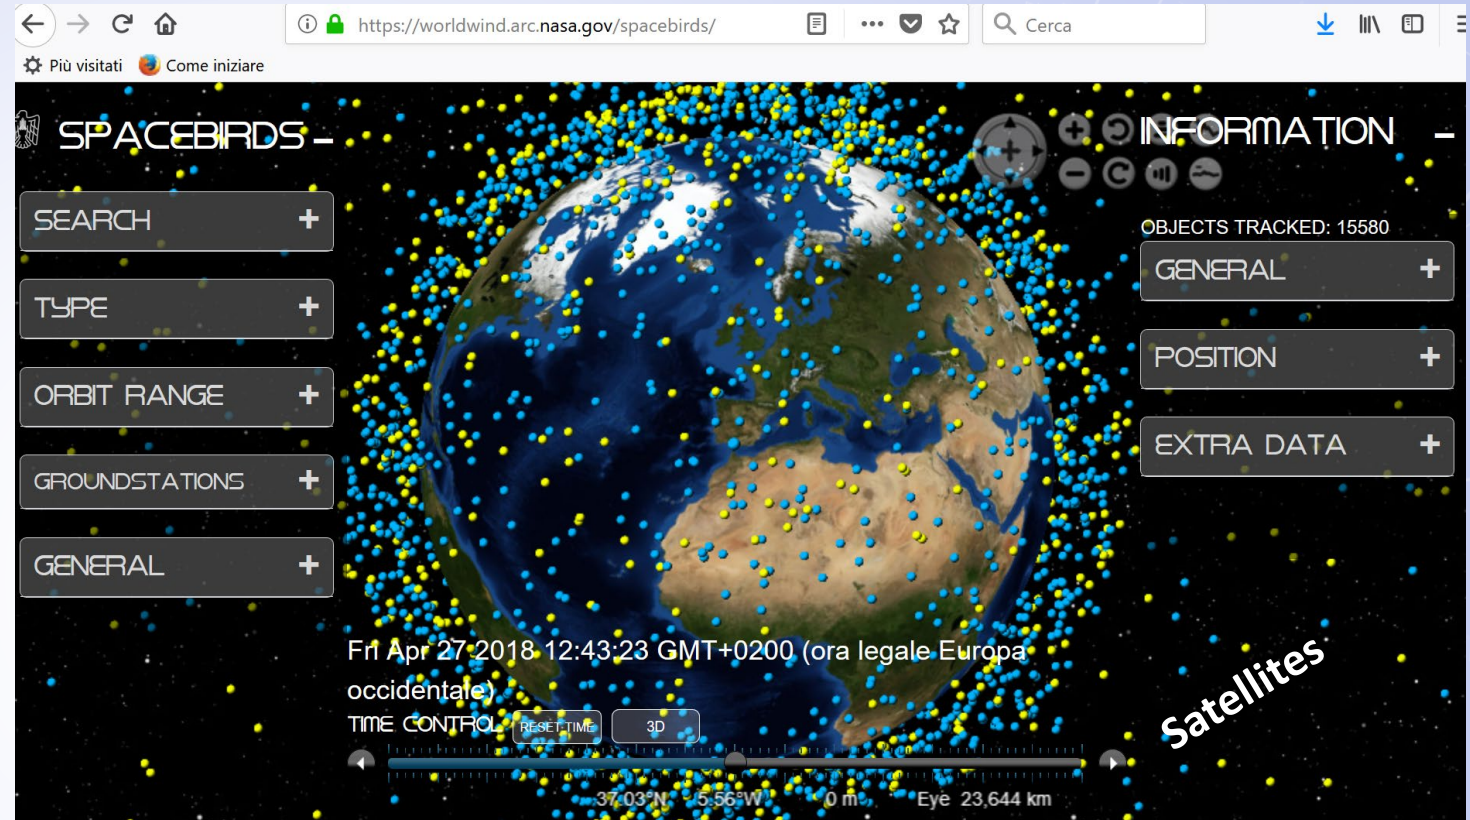 https://worldwind.arc.nasa.gov/spacebirds/
Cerca
Più visitati
Come iniziare
SPACEBIRDS
INFORMATION
SEARCH
TYPE
ORBIT RANGE
GROUNDSTATIONS
GENERAL
OBJECTS TRACKED: 15580
GENERAL
POSITION
EXTRA DATA
Satellites
Fri Apr 27 2018 12:43:23 GMT+0200 (ora legale Europa
occidentale)
TIME CONTROL RESET TIME 3D
37.03°N 5.56°W 0 m Eye 23,644 km